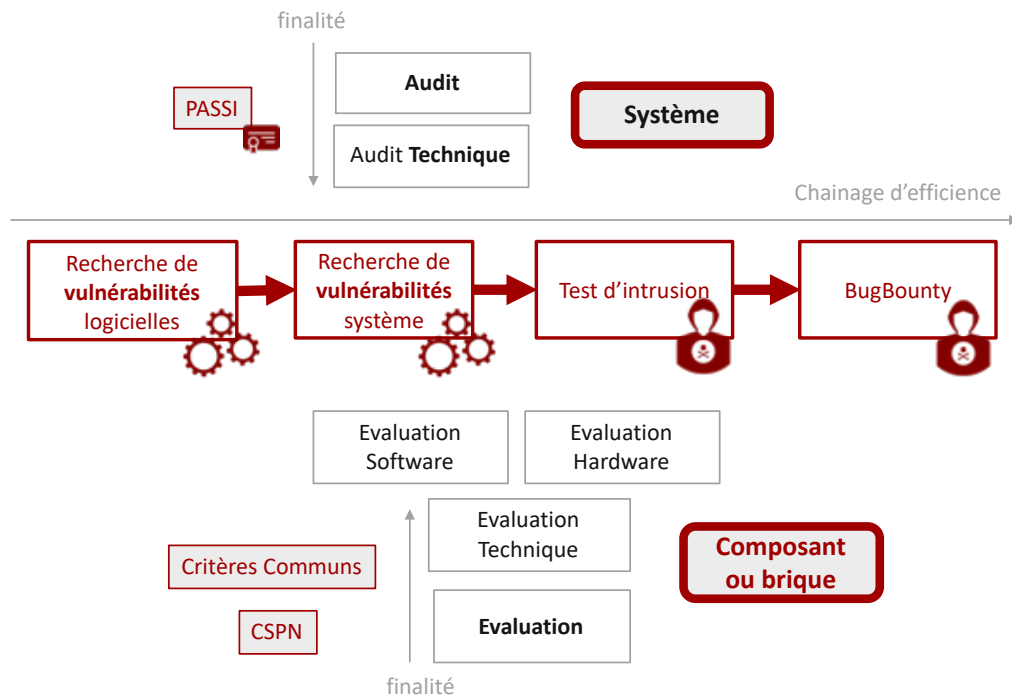 finalité
Audit
PASSI
Système
Audit Technique
Chainage d'efficience
Recherche de
vulnérabilités
logicielles
Recherche de
vulnérabilités
système
Test d'intrusion
BugBounty
Evaluation
Software
Evaluation
Hardware
Evaluation
Technique
Composant
ou brique
Critères Communs
CSPN
Evaluation
finalité